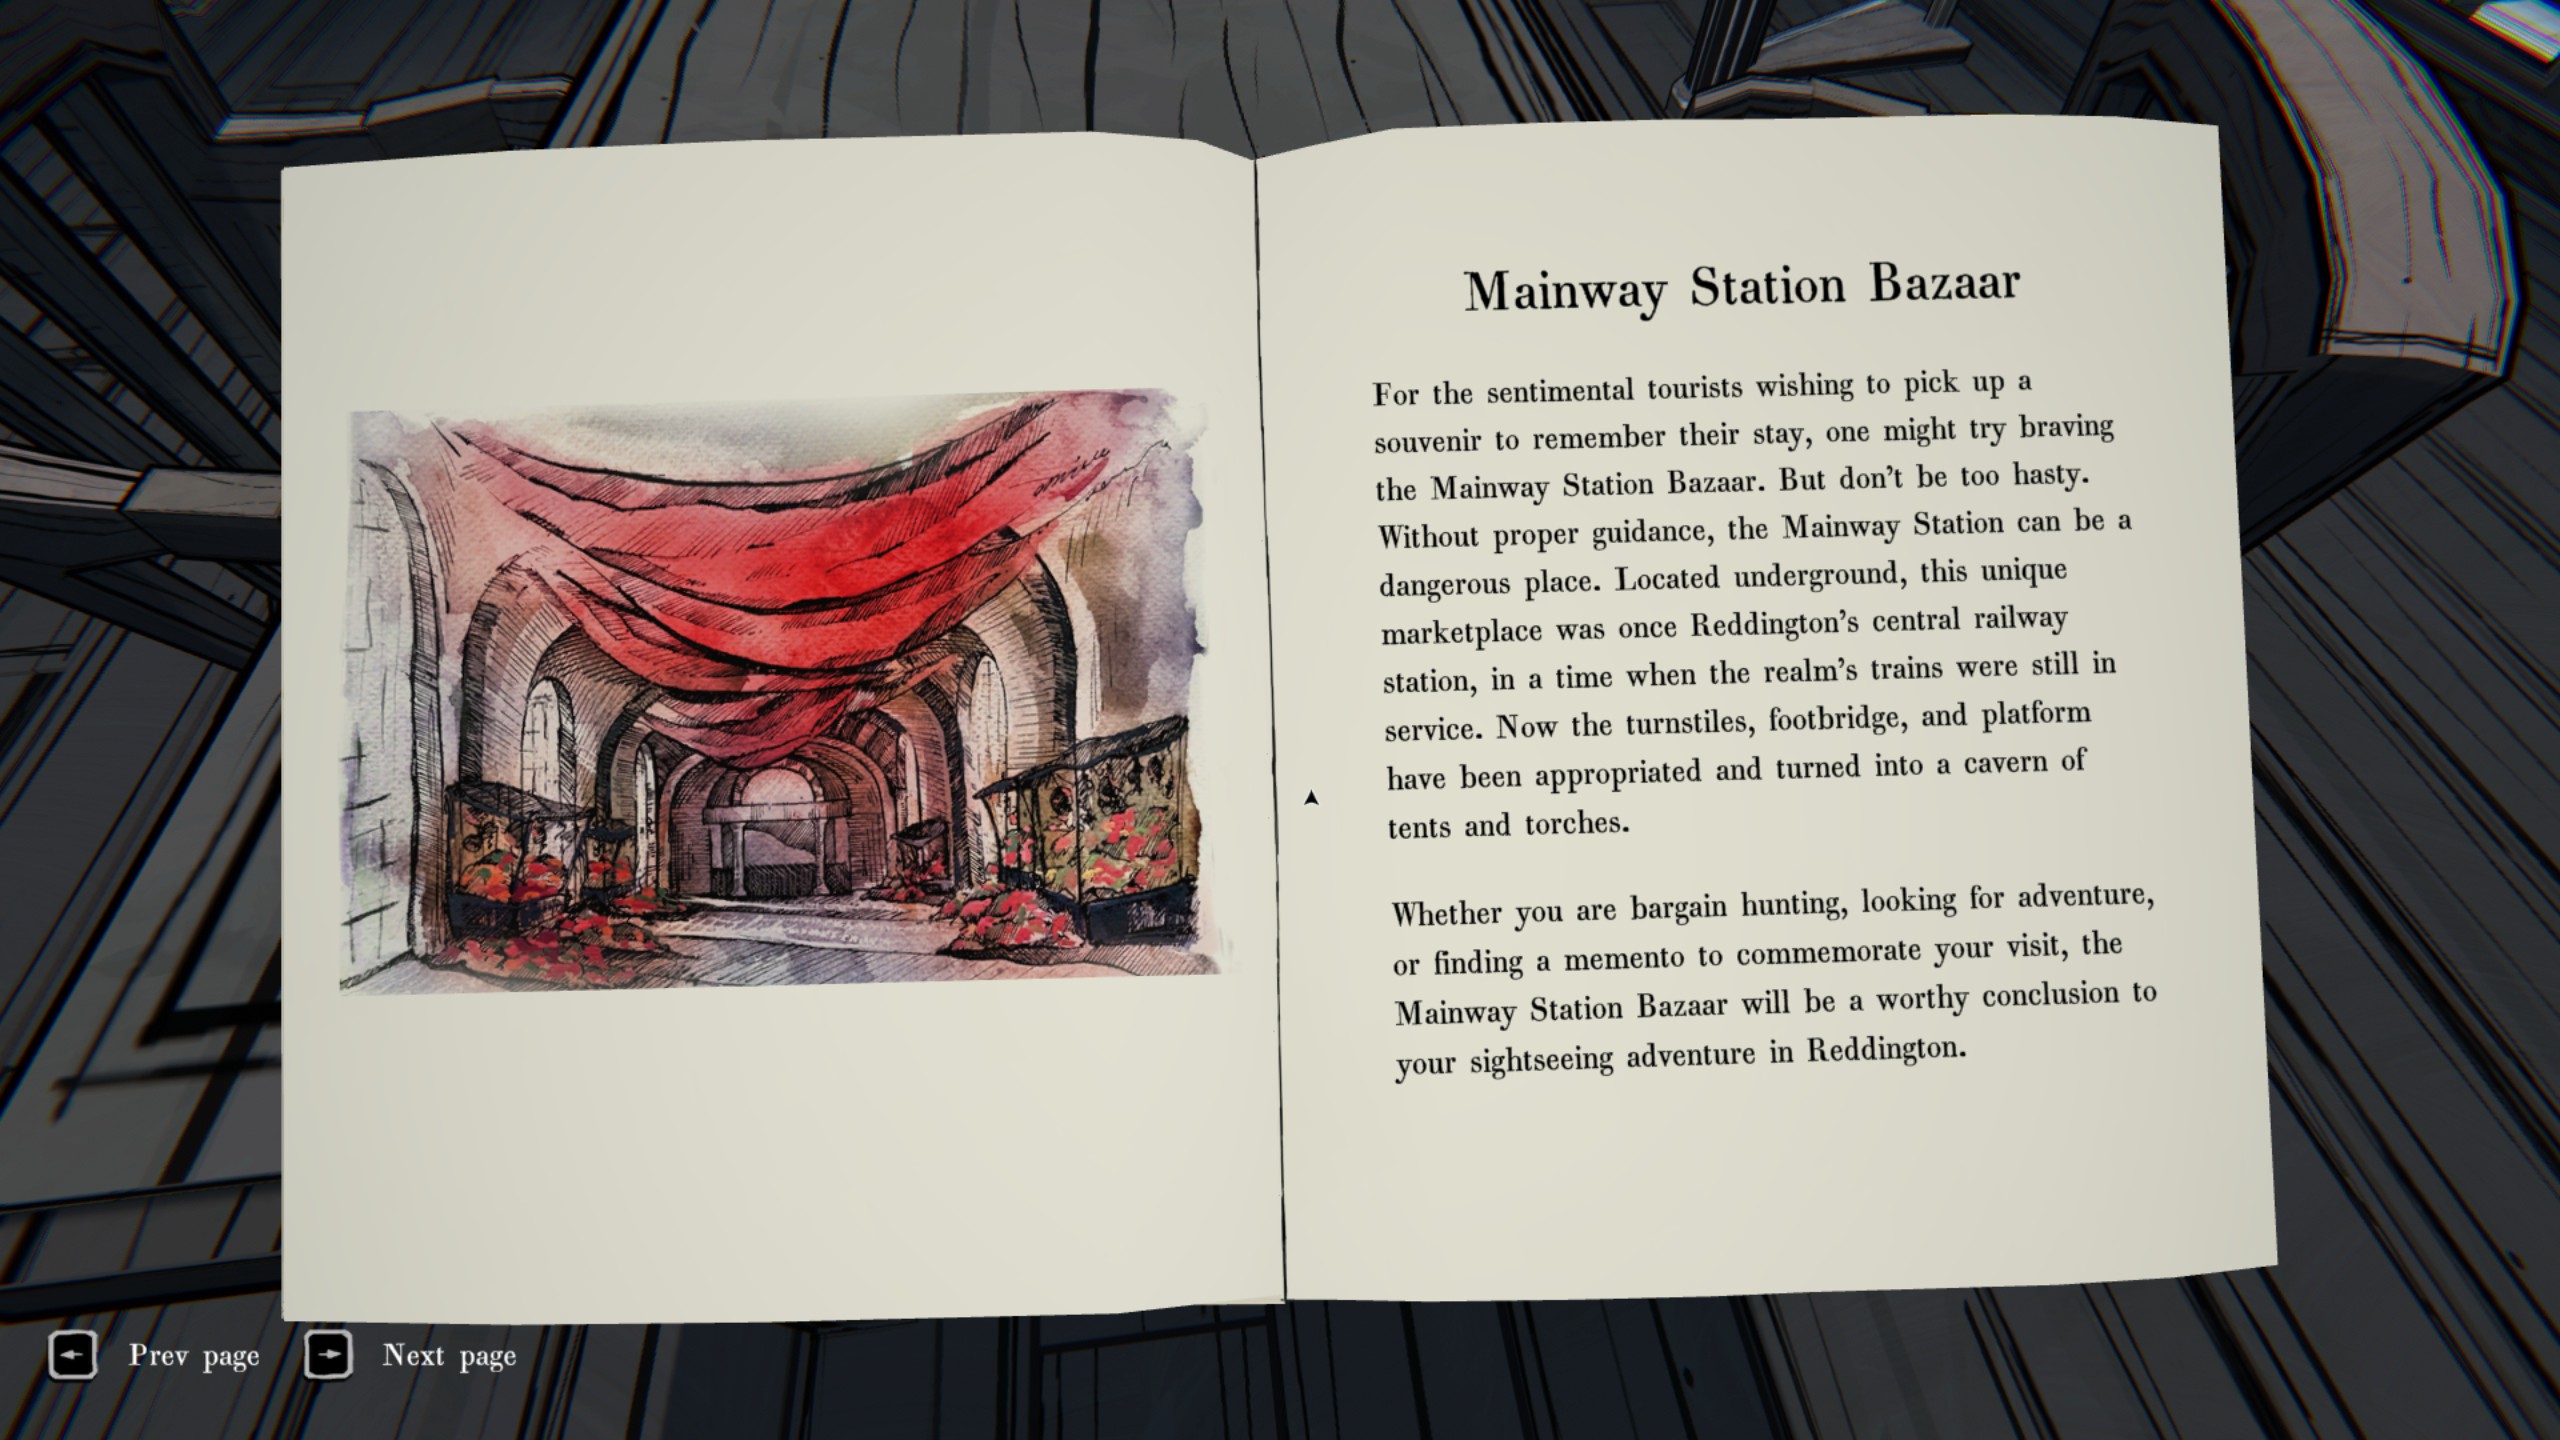 Mainway Station Bazaar
For the sentimental tourists wishing to pick up a
souvenir to remember their stay, one might try braving
the Mainway Station Bazaar. But don't be too hasty.
Without proper guidance, the Mainway Station can be a
dangerous place. Located underground, this unique
marketplace was once Reddington's central railway
station, in a time when the realm's trains were still in
service. Now the turnstiles, footbridge, and platform
have been appropriated and turned into a cavern of
tents and torches.
Whether you are bargain hunting, looking for adventure,
or finding a memento to commemorate your visit, the
Mainway Station Bazaar will be a worthy conclusion to
your sightseeing adventure in Reddington.
Prev page
Next page